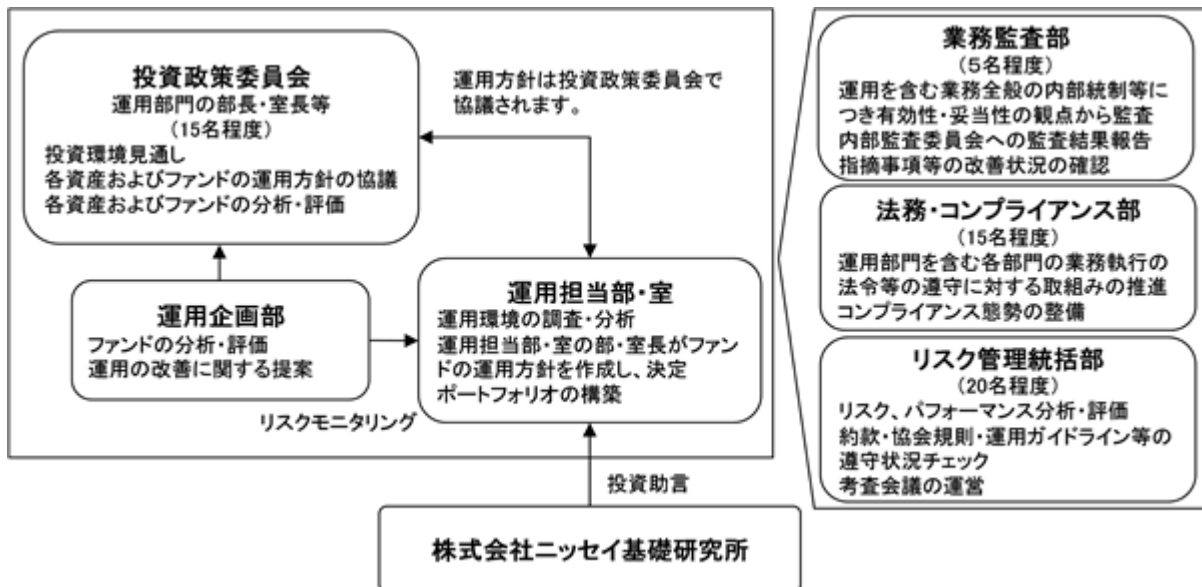 投資政策委員会
運用部門の部長・室長等
（15名程度）
投資環境見通し
各資産およびファンドの運用方針の協議
各資産およびファンドの分析・評価
運用方針は投資政策委員会で
協議されます。
運用企画部
ファンドの分析・評価
運用の改善に関する提案
運用担当部・室
運用環境の調査・分析
運用担当部・室の部・室長がファン
ドの運用方針を作成し、決定
ポートフォリオの構築
リスクモニタリング
投資助言
株式会社ニッセイ基礎研究所
業務監査部
（5名程度）
運用を含む業務全般の内部統制等に
つき有効性・妥当性の観点から監査
内部監査委員会への監査結果報告
指摘事項等の改善状況の確認
法務・コンプライアンス部
（15名程度）
運用部門を含む各部門の業務執行の
法令等の遵守に対する取組みの推進
コンプライアンス態勢の整備
リスク管理統括部
（20名程度）
リスク、パフォーマンス分析・評価
約款・協会規則・運用ガイドライン等の
遵守状況チェック
考査会議の運営